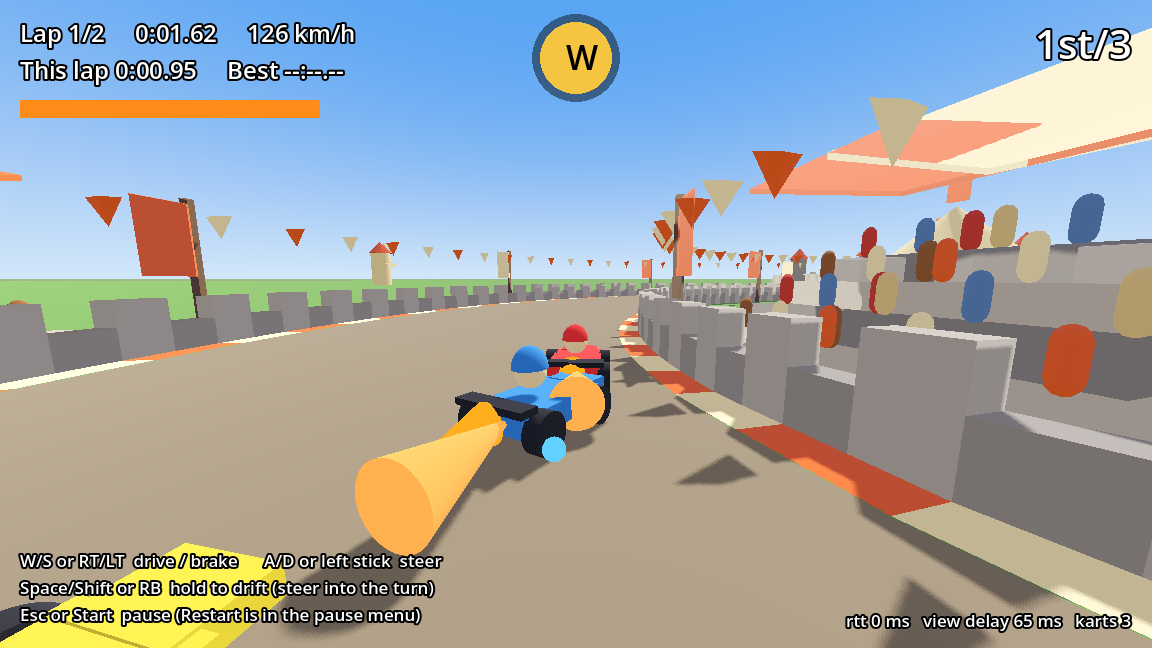 Lap 1/2 0:01.62 126 km/h
This lap 0:00.95 Best --:--.--
W
1st/3
W/S or RT/LT drive / brake A/D or left stick steer
Space/Shift or RB hold to drift (steer into the turn)
Esc or Start pause (Restart is in the pause menu)
rtt 0 ms view delay 65 ms karts 3